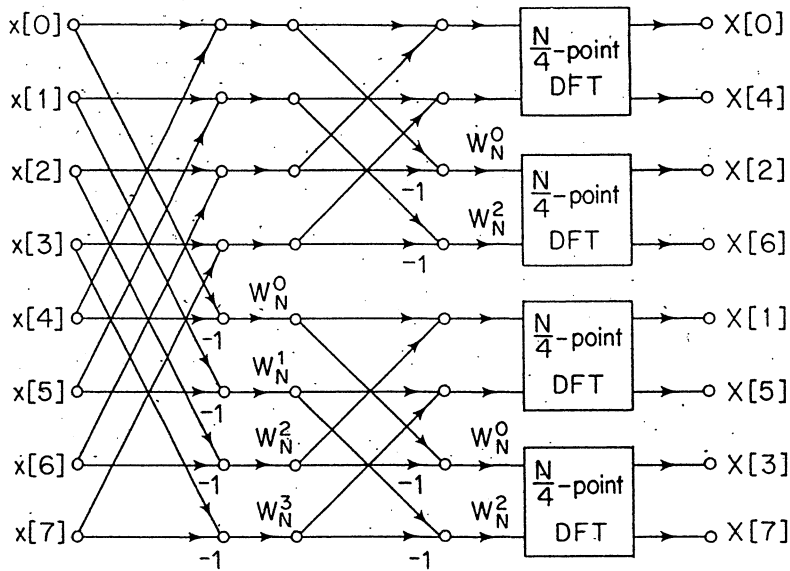 x[0] N/4-point DFT X[0]
x[1] X[4]
W_N^0
x[2] -1 N/4-point DFT X[2]
W_N^2
x[3] -1 X[6]
W_N^0
x[4] -1 N/4-point DFT X[1]
W_N^1
x[5] -1 X[5]
W_N^2 W_N^0
x[6] -1 -1 N/4-point DFT X[3]
W_N^3 W_N^2
x[7] -1 -1 X[7]